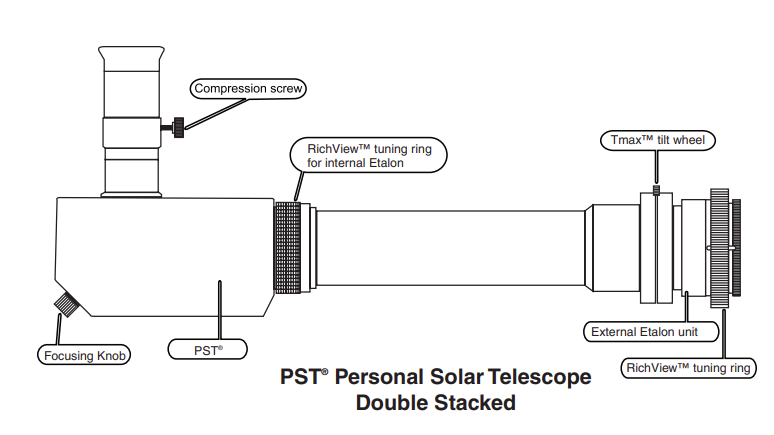 Compression screw
RichView™ tuning ring
for internal Etalon
Tmax™ tilt wheel
External Etalon unit
RichView™ tuning ring
Focusing Knob
PST®
PST® Personal Solar Telescope
Double Stacked